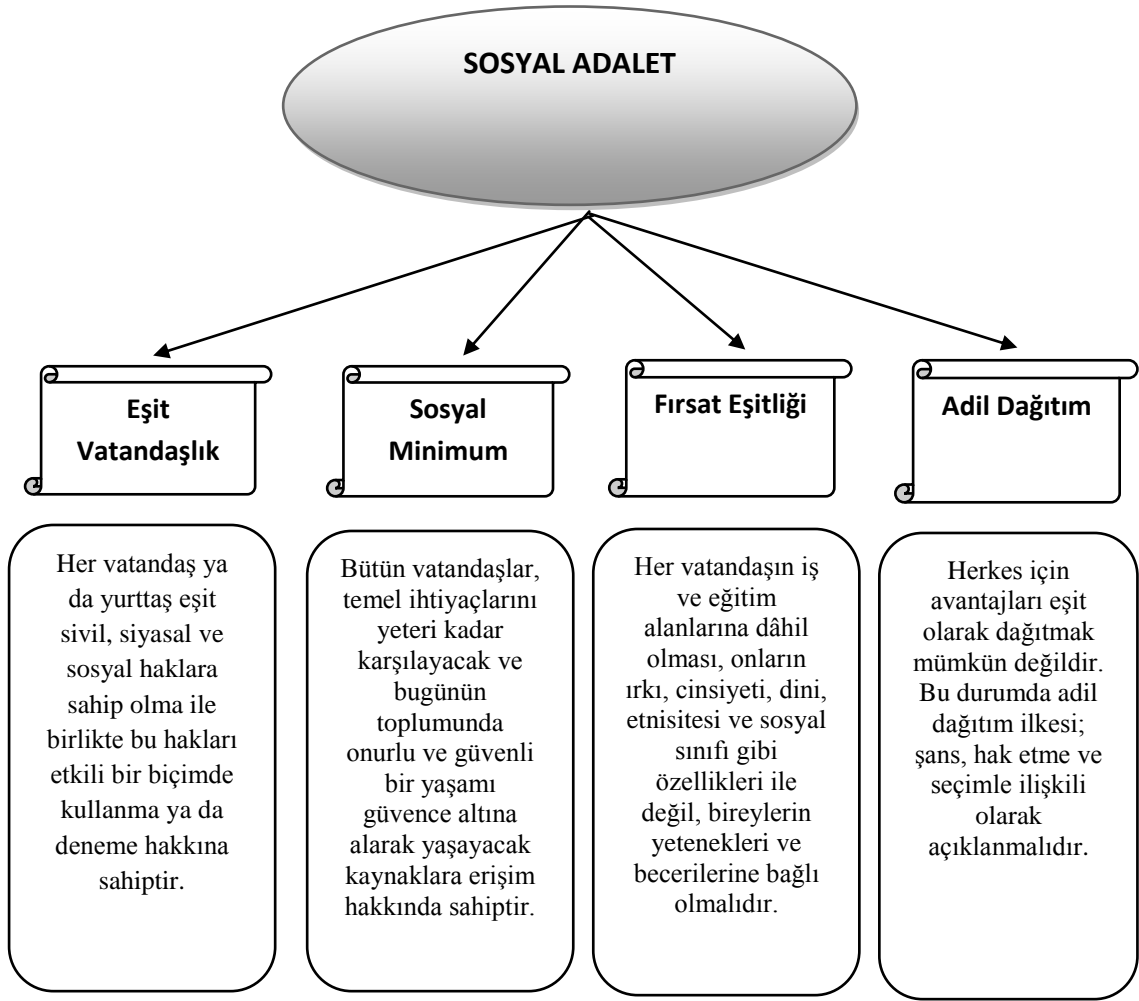 SOSYAL ADALET
Eşit
Vatandaşlık
Sosyal
Minimum
Fırsat Eşitliği
Adil Dağıtım
Her vatandaş ya
da yurttaş eşit
sivil, siyasal ve
sosyal haklara
sahip olma ile
birlikte bu hakları
etkili bir biçimde
kullanma ya da
deneme hakkına
sahiptir.
Bütün vatandaşlar,
temel ihtiyaçlarını
yeteri kadar
karşılayacak ve
bugünün
toplumunda
onurlu ve güvenli
bir yaşamı
güvence altına
alarak yaşayacak
kaynaklara erişim
hakkında sahiptir.
Her vatandaşın iş
ve eğitim
alanlarına dâhil
olması, onların
ırkı, cinsiyeti, dini,
etnisitesi ve sosyal
sınıfı gibi
özellikleri ile
değil, bireylerin
yetenekleri ve
becerilerine bağlı
olmalıdır.
Herkes için
avantajları eşit
olarak dağıtmak
mümkün değildir.
Bu durumda adil
dağıtım ilkesi;
şans, hak etme ve
seçimle ilişkili
olarak
açıklanmalıdır.